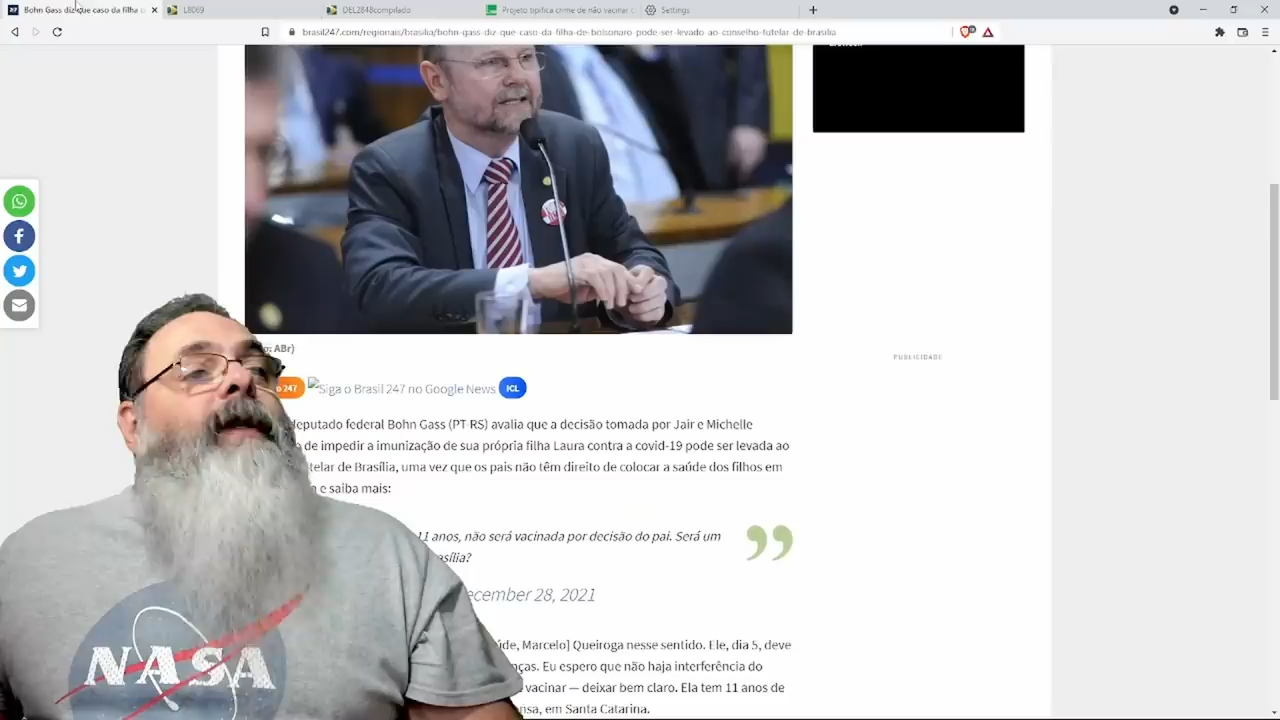 Bohn Gass diz que caso da filha d
L8069
DEL2848compilado
Projeto tipifica crime de não vacinar c
Settings
brasil247.com/regionais/brasilia/bohn-gass-diz-que-caso-da-filha-de-bolsonaro-pode-ser-levado-ao-conselho-tutelar-de-brasilia
ABr)
PUBLICIDADE
o 247
Siga o Brasil 247 no Google News
ICL
deputado federal Bohn Gass (PT-RS) avalia que a decisão tomada por Jair e Michelle
o de impedir a imunização de sua própria filha Laura contra a covid-19 pode ser levada ao
telar de Brasília, uma vez que os pais não têm direito de colocar a saúde dos filhos em
e saiba mais:
11 anos, não será vacinada por decisão do pai. Será um
asília?
ecember 28, 2021
úde, Marcelo] Queiroga nesse sentido. Ele, dia 5, deve
nças. Eu espero que não haja interferência do
vacinar — deixar bem claro. Ela tem 11 anos de
nsa, em Santa Catarina.
NASA